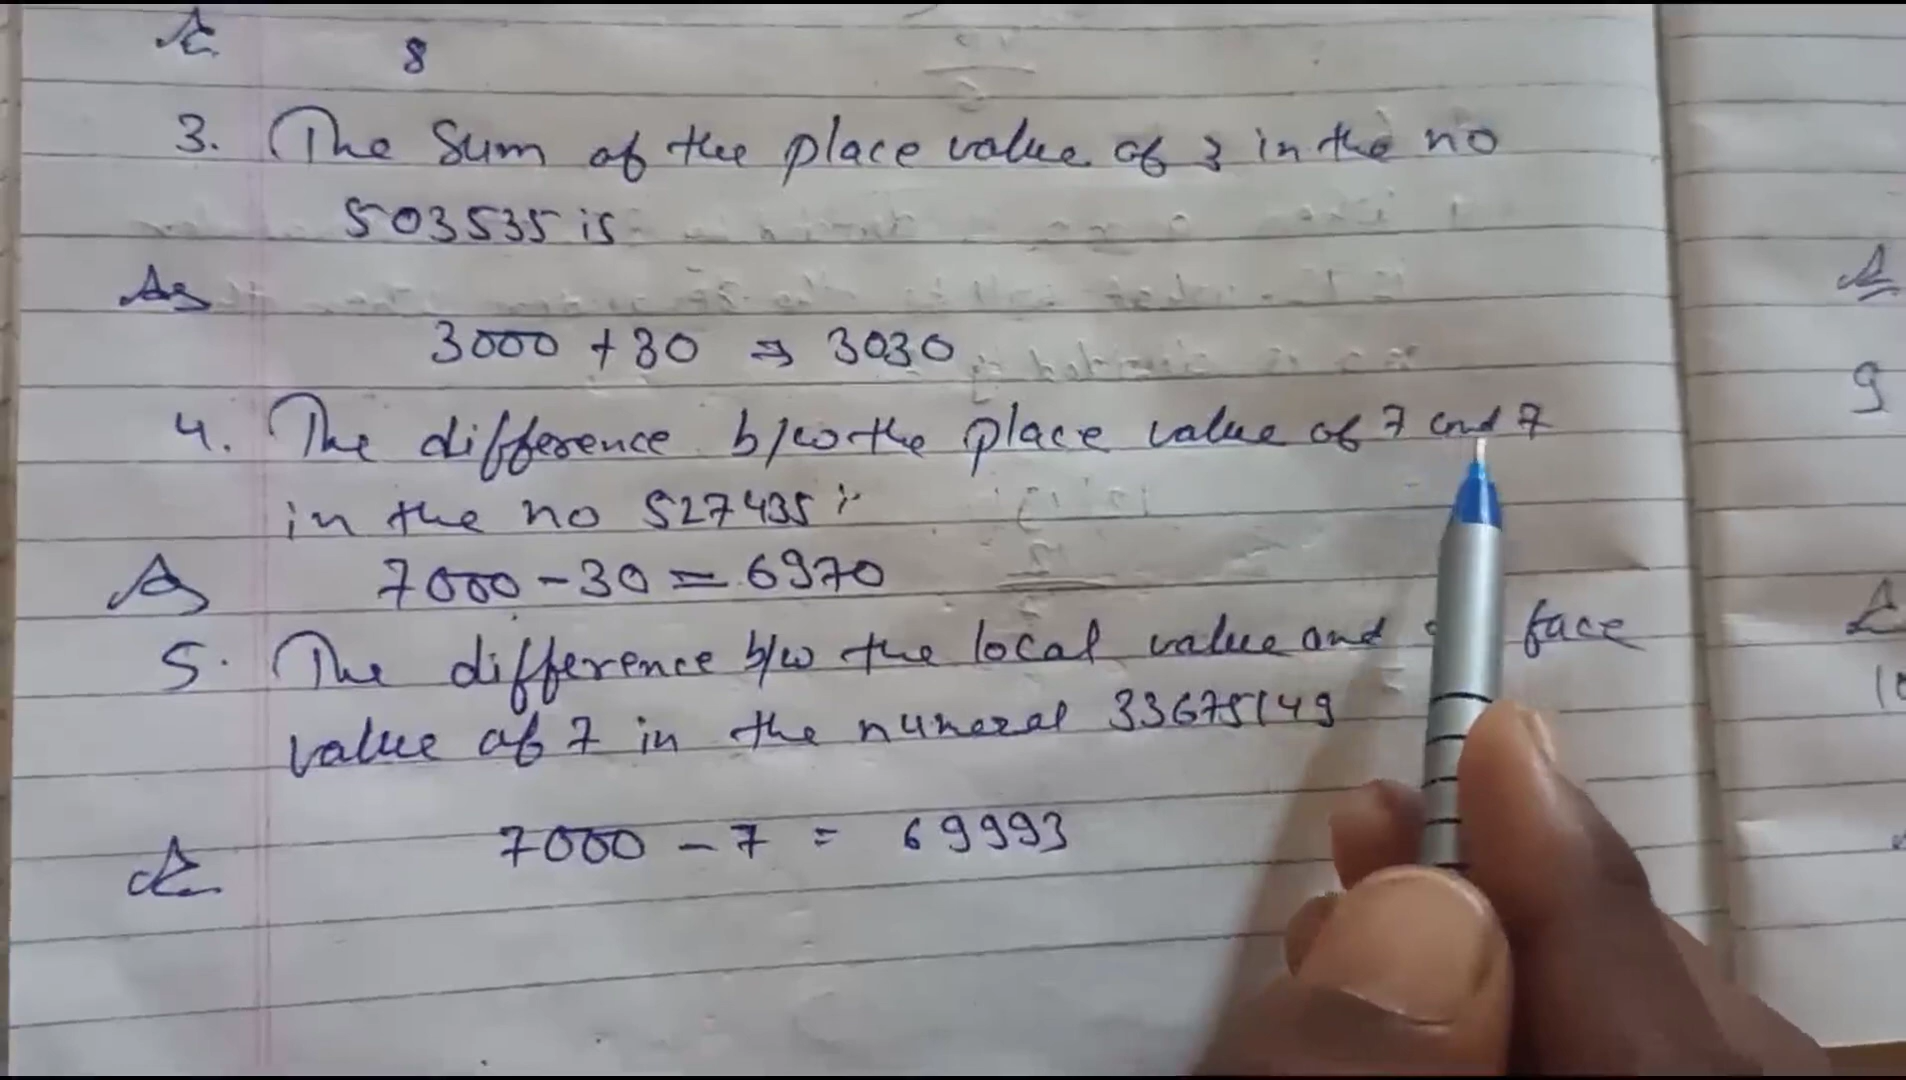 8
3. The Sum of the place value of 3 in the no
503535 is
As
3000 + 30 ⇒ 3030
4. The difference b/w the place value of 7 and 7
in the no 527435 :-
7000 - 30 = 6970
5. The difference b/w the local value and face
value of 7 in the numeral 33675149
7000 - 7 = 69993
9